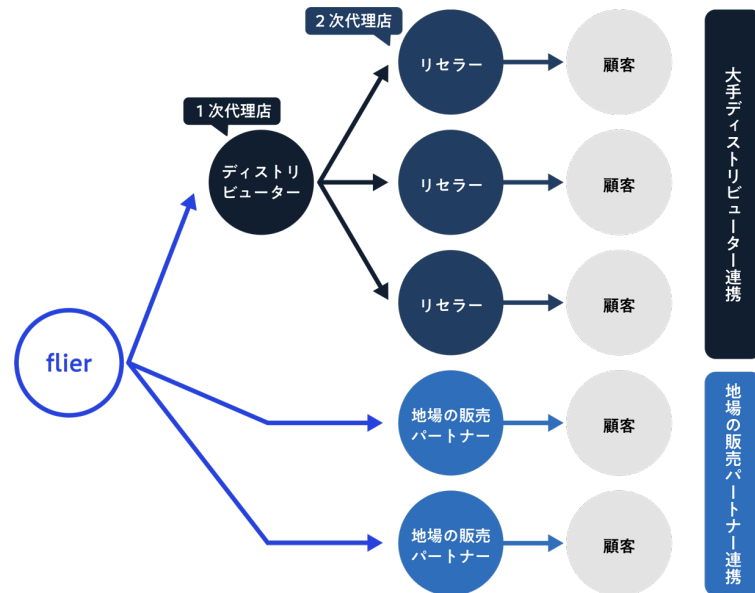 2次代理店
リセラー
顧客
1次代理店
ディストリ
ビューター
リセラー
顧客
リセラー
顧客
大手ディストリビューター連携
flier
地場の販売
パートナー
顧客
地場の販売
パートナー
顧客
地場の販売パートナー連携